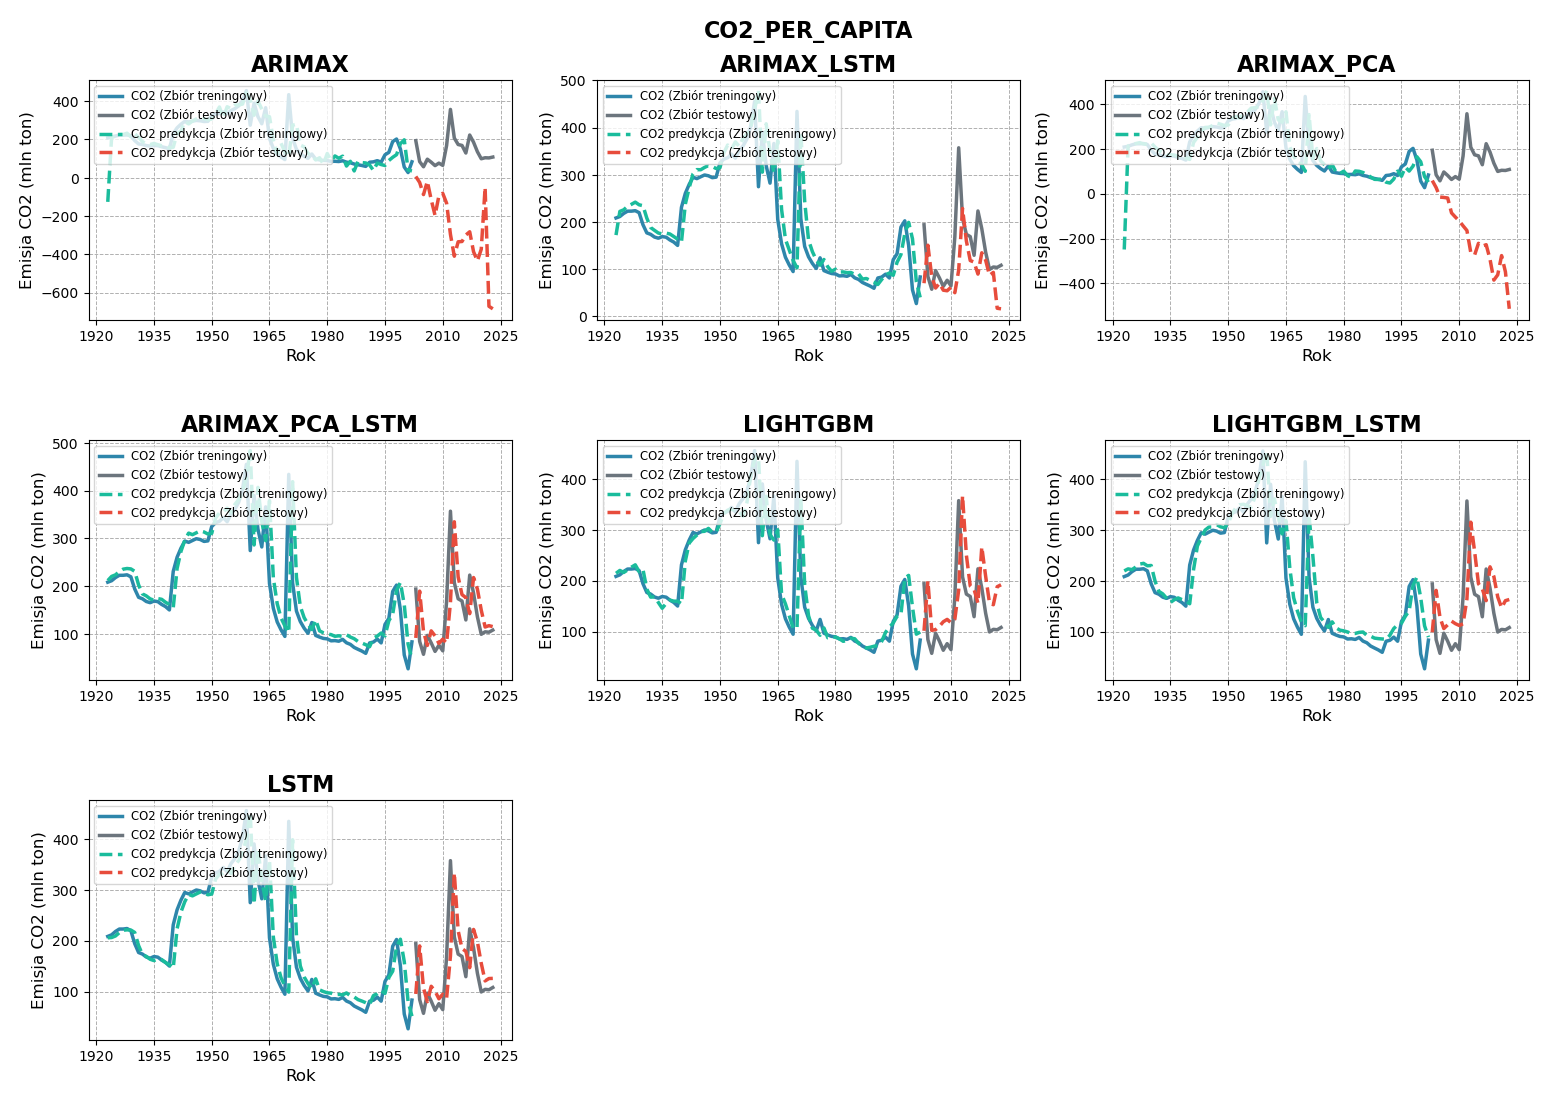 CO2_PER_CAPITA
ARIMAX
Emisja CO2 (mln ton)
400
200
0
−200
−400
−600
CO2 (Zbiór treningowy)
CO2 (Zbiór testowy)
CO2 predykcja (Zbiór treningowy)
CO2 predykcja (Zbiór testowy)
1920 1935 1950 1965 1980 1995 2010 2025
Rok
ARIMAX_LSTM
Emisja CO2 (mln ton)
500
400
300
200
100
0
CO2 (Zbiór treningowy)
CO2 (Zbiór testowy)
CO2 predykcja (Zbiór treningowy)
CO2 predykcja (Zbiór testowy)
1920 1935 1950 1965 1980 1995 2010 2025
Rok
ARIMAX_PCA
Emisja CO2 (mln ton)
400
200
0
−200
−400
CO2 (Zbiór treningowy)
CO2 (Zbiór testowy)
CO2 predykcja (Zbiór treningowy)
CO2 predykcja (Zbiór testowy)
1920 1935 1950 1965 1980 1995 2010 2025
Rok
ARIMAX_PCA_LSTM
Emisja CO2 (mln ton)
500
400
300
200
100
CO2 (Zbiór treningowy)
CO2 (Zbiór testowy)
CO2 predykcja (Zbiór treningowy)
CO2 predykcja (Zbiór testowy)
1920 1935 1950 1965 1980 1995 2010 2025
Rok
LIGHTGBM
Emisja CO2 (mln ton)
400
300
200
100
CO2 (Zbiór treningowy)
CO2 (Zbiór testowy)
CO2 predykcja (Zbiór treningowy)
CO2 predykcja (Zbiór testowy)
1920 1935 1950 1965 1980 1995 2010 2025
Rok
LIGHTGBM_LSTM
Emisja CO2 (mln ton)
400
300
200
100
CO2 (Zbiór treningowy)
CO2 (Zbiór testowy)
CO2 predykcja (Zbiór treningowy)
CO2 predykcja (Zbiór testowy)
1920 1935 1950 1965 1980 1995 2010 2025
Rok
LSTM
Emisja CO2 (mln ton)
400
300
200
100
CO2 (Zbiór treningowy)
CO2 (Zbiór testowy)
CO2 predykcja (Zbiór treningowy)
CO2 predykcja (Zbiór testowy)
1920 1935 1950 1965 1980 1995 2010 2025
Rok